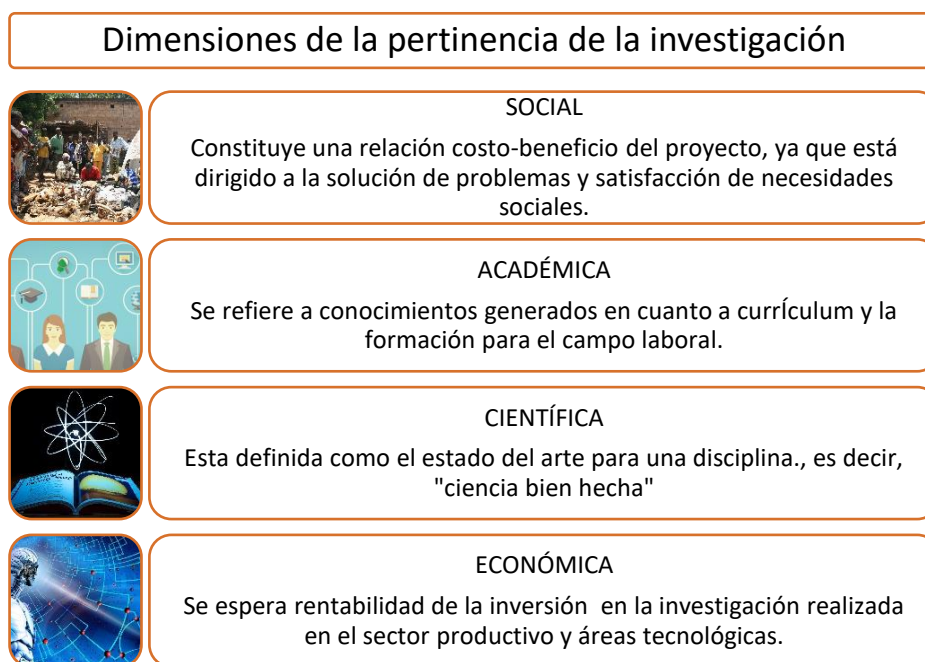 Dimensiones de la pertinencia de la investigación
SOCIAL
Constituye una relación costo-beneficio del proyecto, ya que está
dirigido a la solución de problemas y satisfacción de necesidades
sociales.
ACADÉMICA
Se refiere a conocimientos generados en cuanto a currÍculum y la
formación para el campo laboral.
CIENTÍFICA
Esta definida como el estado del arte para una disciplina., es decir,
"ciencia bien hecha"
ECONÓMICA
Se espera rentabilidad de la inversión en la investigación realizada
en el sector productivo y áreas tecnológicas.